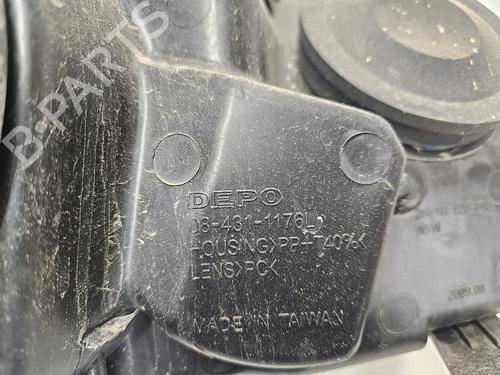 B-PARTS
DEPO
08-431-1176L
HOUSING>PP+T40%<
LENS>PC<
MADE IN TAIWAN
2009.08